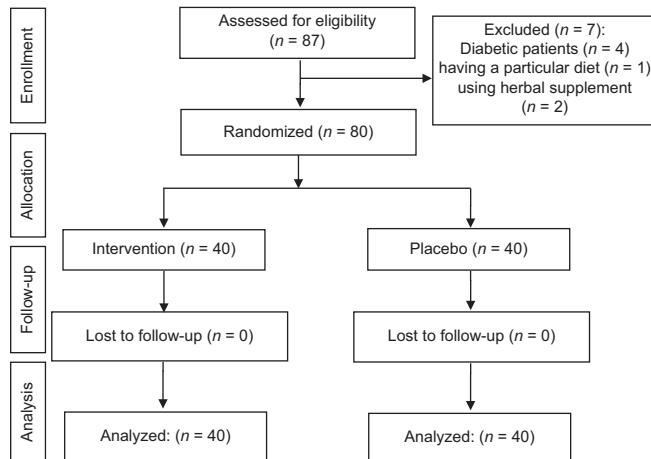 Enrollment
Assessed for eligibility
(n = 87)
Excluded (n = 7):
Diabetic patients (n = 4)
having a particular diet (n = 1)
using herbal supplement
(n = 2)
Randomized (n = 80)
Allocation
Intervention (n = 40)
Placebo (n = 40)
Follow-up
Lost to follow-up (n = 0)
Lost to follow-up (n = 0)
Analysis
Analyzed: (n = 40)
Analyzed: (n = 40)